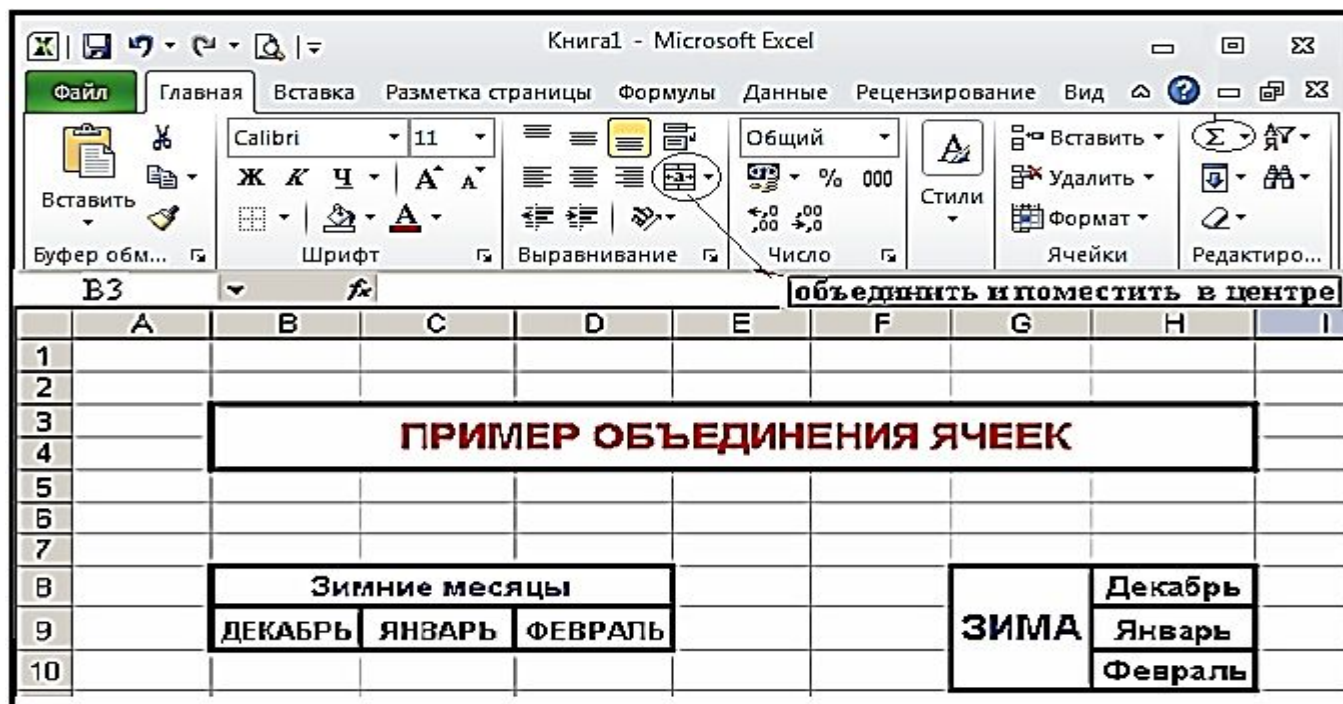 Книга1 - Microsoft Excel
Файл Главная Вставка Разметка страницы Формулы Данные Рецензирование Вид
Calibri 11 Общий Вставить
Ж К Ч A A % 000 Удалить
Вставить Стили
Формат
Буфер обм... Шрифт Выравнивание Число Ячейки Редактиро...
B3 fx объединить и поместить в центре
A B C D E F G H I
1
2
3 ПРИМЕР ОБЪЕДИНЕНИЯ ЯЧЕЕК
4
5
6
7
8 Зимние месяцы Декабрь
9 ДЕКАБРЬ ЯНВАРЬ ФЕВРАЛЬ ЗИМА Январь
10 Февраль